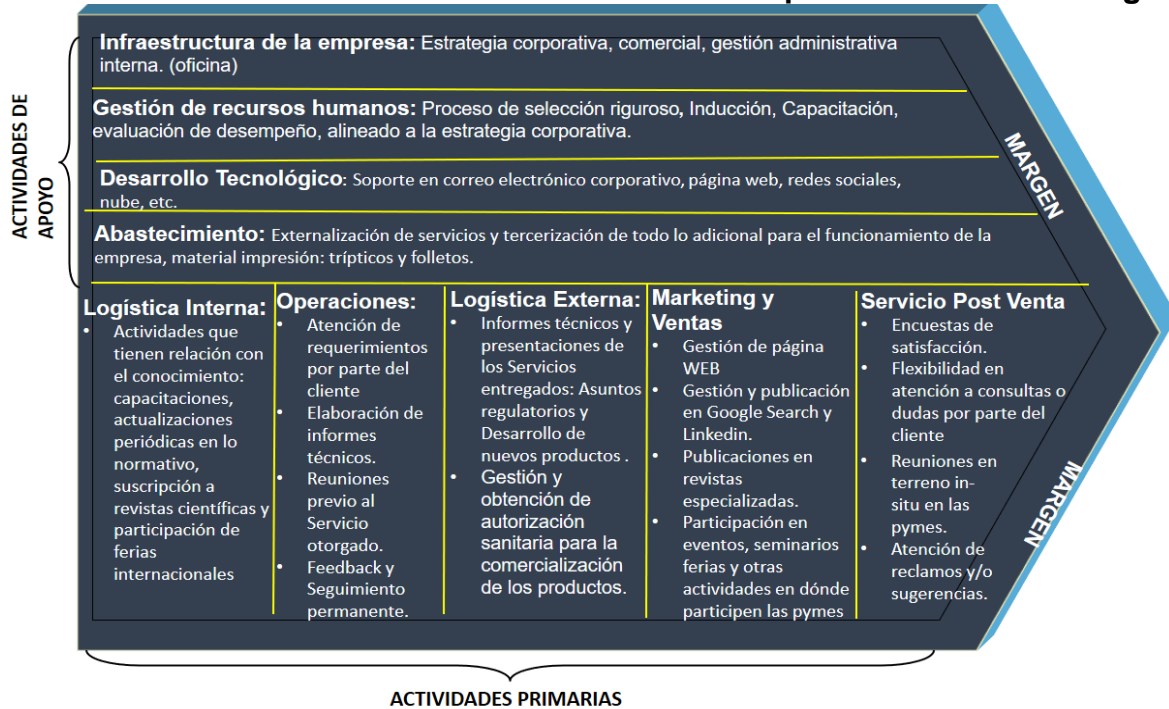 Infraestructura de la empresa: Estrategia corporativa, comercial, gestión administrativa
interna. (oficina)
Gestión de recursos humanos: Proceso de selección riguroso, Inducción, Capacitación,
evaluación de desempeño, alineado a la estrategia corporativa.
Desarrollo Tecnológico: Soporte en correo electrónico corporativo, página web, redes sociales,
nube, etc.
Abastecimiento: Externalización de servicios y tercerización de todo lo adicional para el funcionamiento de la
empresa, material impresión: trípticos y folletos.
ACTIVIDADES DE
APOYO
MARGEN
Logística Interna:
• Actividades que
tienen relación con
el conocimiento:
capacitaciones,
actualizaciones
periódicas en lo
normativo,
suscripción a
revistas científicas y
participación de
ferias
internacionales
Operaciones:
• Atención de
requerimientos
por parte del
cliente
• Elaboración de
informes
técnicos.
• Reuniones
previo al
Servicio
otorgado.
• Feedback y
Seguimiento
permanente.
Logística Externa:
• Informes técnicos y
presentaciones de
los Servicios
entregados: Asuntos
regulatorios y
Desarrollo de
nuevos productos .
• Gestión y
obtención de
autorización
sanitaria para la
comercialización
de los productos.
Marketing y
Ventas
• Gestión de página
WEB
• Gestión y publicación
en Google Search y
Linkedin.
• Publicaciones en
revistas
especializadas.
• Participación en
eventos, seminarios
ferias y otras
actividades en dónde
participen las pymes
Servicio Post Venta
• Encuestas de
satisfacción.
• Flexibilidad en
atención a consultas o
dudas por parte del
cliente
• Reuniones en
terreno in-
situ en las
pymes.
• Atención de
reclamos y/o
sugerencias.
MARGEN
ACTIVIDADES PRIMARIAS